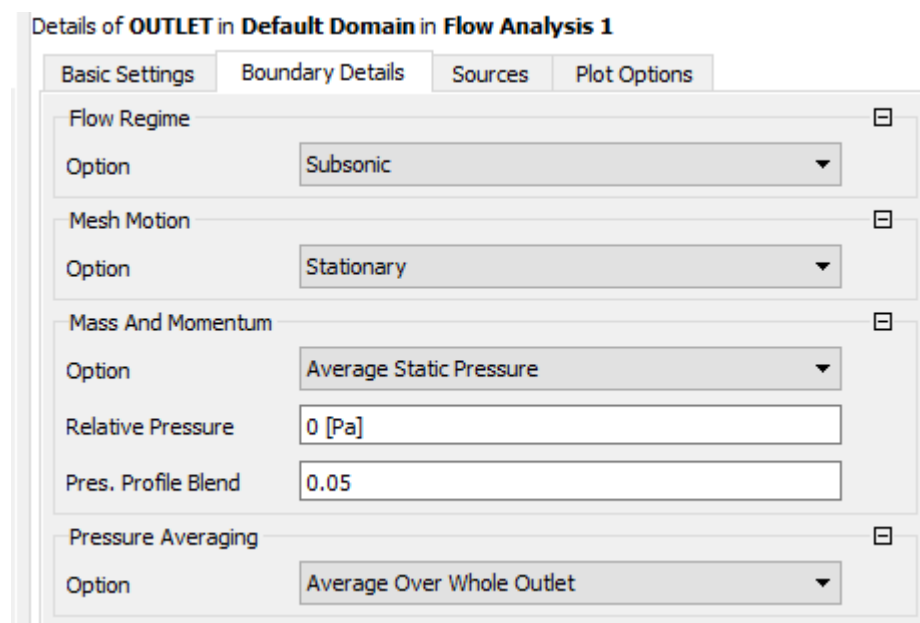 Details of OUTLET in Default Domain in Flow Analysis 1
Basic Settings Boundary Details Sources Plot Options
Flow Regime
Option Subsonic
Mesh Motion
Option Stationary
Mass And Momentum
Option Average Static Pressure
Relative Pressure 0 [Pa]
Pres. Profile Blend 0.05
Pressure Averaging
Option Average Over Whole Outlet